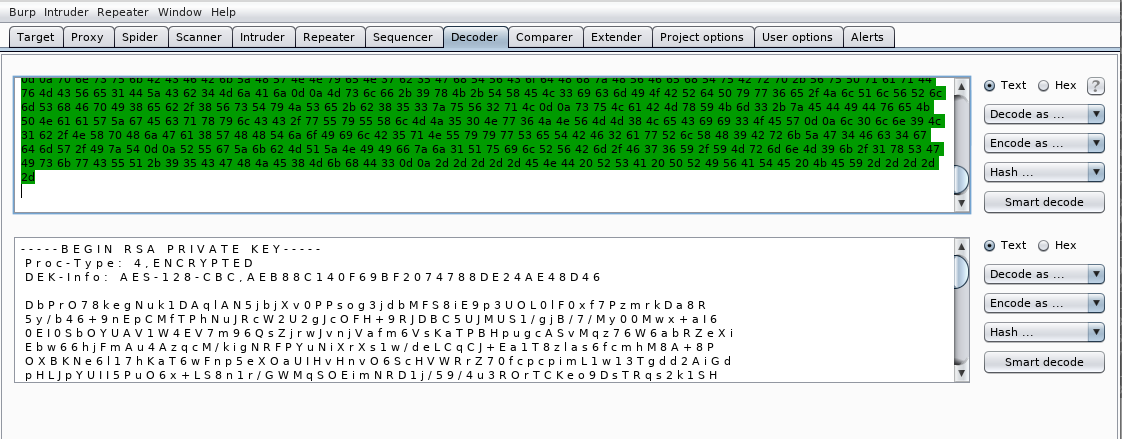 Burp Intruder Repeater Window Help
Target Proxy Spider Scanner Intruder Repeater Sequencer Decoder Comparer Extender Project options User options Alerts
76 4d 43 56 65 31 44 5a 43 62 34 4d 6a 41 6a 0d 0a 4d 73 6c 66 2b 39 78 4b 2b 54 58 45 4c 33 69 63 6d 49 4f 42 52 64 50 79 77 36 65 2f 4a 6c 51 6c 56 52 6c
6d 53 68 46 70 49 38 65 62 2f 38 56 73 54 79 4a 53 65 2b 62 38 35 33 7a 75 56 32 71 4c 0d 0a 73 75 4c 61 42 4d 78 59 4b 6d 33 2b 7a 45 44 49 44 76 65 4b
50 4e 61 61 57 5a 67 45 63 71 78 79 6c 43 43 2f 77 55 79 55 58 6c 4d 4a 35 30 4e 77 36 4a 4e 56 4d 4d 38 4c 65 43 69 69 33 4f 45 57 0d 0a 6c 30 6c 6e 39 4c
31 62 2f 4e 58 70 48 6a 47 61 38 57 48 48 54 6a 6f 49 69 6c 42 35 71 4e 55 79 79 77 53 65 54 42 46 32 61 77 52 6c 58 48 39 42 72 6b 5a 47 34 46 63 34 67
64 6d 57 2f 49 7a 54 0d 0a 52 55 67 5a 6b 62 4d 51 5a 4e 49 49 66 7a 6a 31 51 75 69 6c 52 56 42 6d 2f 46 37 36 59 2f 59 4d 72 6d 6e 4d 39 6b 2f 31 78 53 47
49 73 6b 77 43 55 51 2b 39 35 43 47 48 4a 45 38 4d 6b 68 44 33 0d 0a 2d 2d 2d 2d 2d 45 4e 44 20 52 53 41 20 50 52 49 56 41 54 45 20 4b 45 59 2d 2d 2d 2d
2d
Text Hex ?
Decode as ...
Encode as ...
Hash ...
Smart decode
-----BEGIN RSA PRIVATE KEY-----
Proc-Type: 4,ENCRYPTED
DEK-Info: AES-128-CBC,AEB88C140F69BF2074788DE24AE48D46
DbPrO78kegNuk1DAqlAN5jbjXv0PPsog3jdbMFS8iE9p3UOL0lF0xf7PzmrkDa8R
5y/b46+9nEpCMfTPhNuJRcW2U2gJcOFH+9RJDBC5UJMUS1/gjB/7/My00Mwx+aI6
0EI0SbOYUAV1W4EV7m96QsZjrwJvnjVafm6VsKaTPBHpugcASvMqz76W6abRZeXi
Ebw66hjFmAu4AzqcM/kigNRFPYuNiXrXs1w/deLCqCJ+Ea1T8zlas6fcmhM8A+8P
OXBKNe6l17hKaT6wFnp5eXOaUIHvHnvO6ScHVWRrZ70fcpcpimL1w13Tgdd2AiGd
pHLJpYUII5PuO6x+LS8n1r/GWMqSOEimNRD1j/59/4u3ROrTCKeo9DsTRqs2k1SH
Text Hex
Decode as ...
Encode as ...
Hash ...
Smart decode